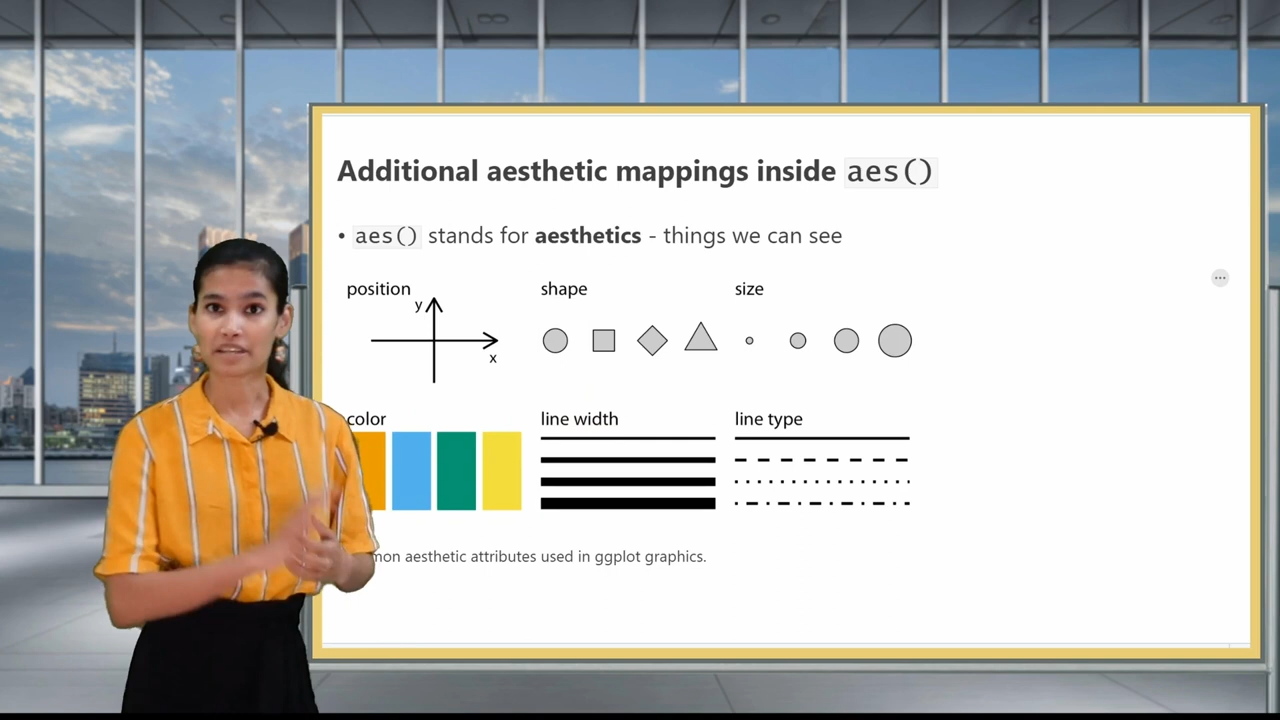 Additional aesthetic mappings inside aes()
• aes() stands for aesthetics - things we can see
position
shape
size
y
x
color
line width
line type
aesthetic attributes used in ggplot graphics.